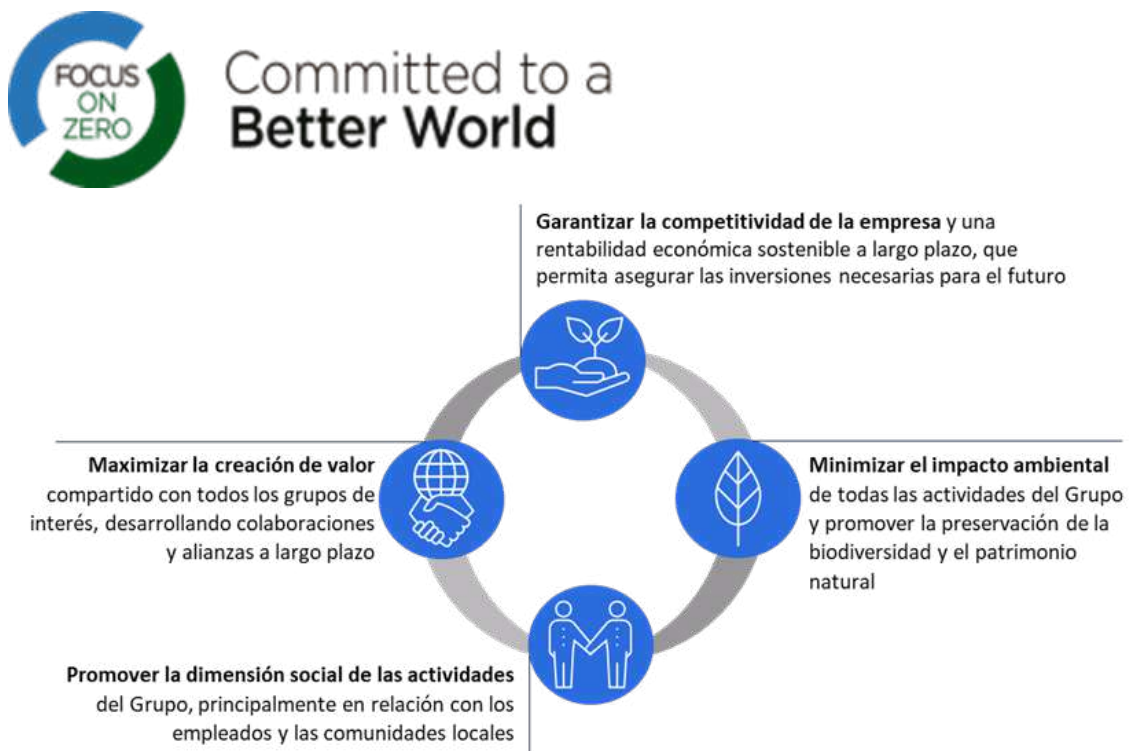 FOCUS
ON
ZERO
Committed to a
Better World
Garantizar la competitividad de la empresa y una
rentabilidad económica sostenible a largo plazo, que
permita asegurar las inversiones necesarias para el futuro
Maximizar la creación de valor
compartido con todos los grupos de
interés, desarrollando colaboraciones
y alianzas a largo plazo
Minimizar el impacto ambiental
de todas las actividades del Grupo
y promover la preservación de la
biodiversidad y el patrimonio
natural
Promover la dimensión social de las actividades
del Grupo, principalmente en relación con los
empleados y las comunidades locales